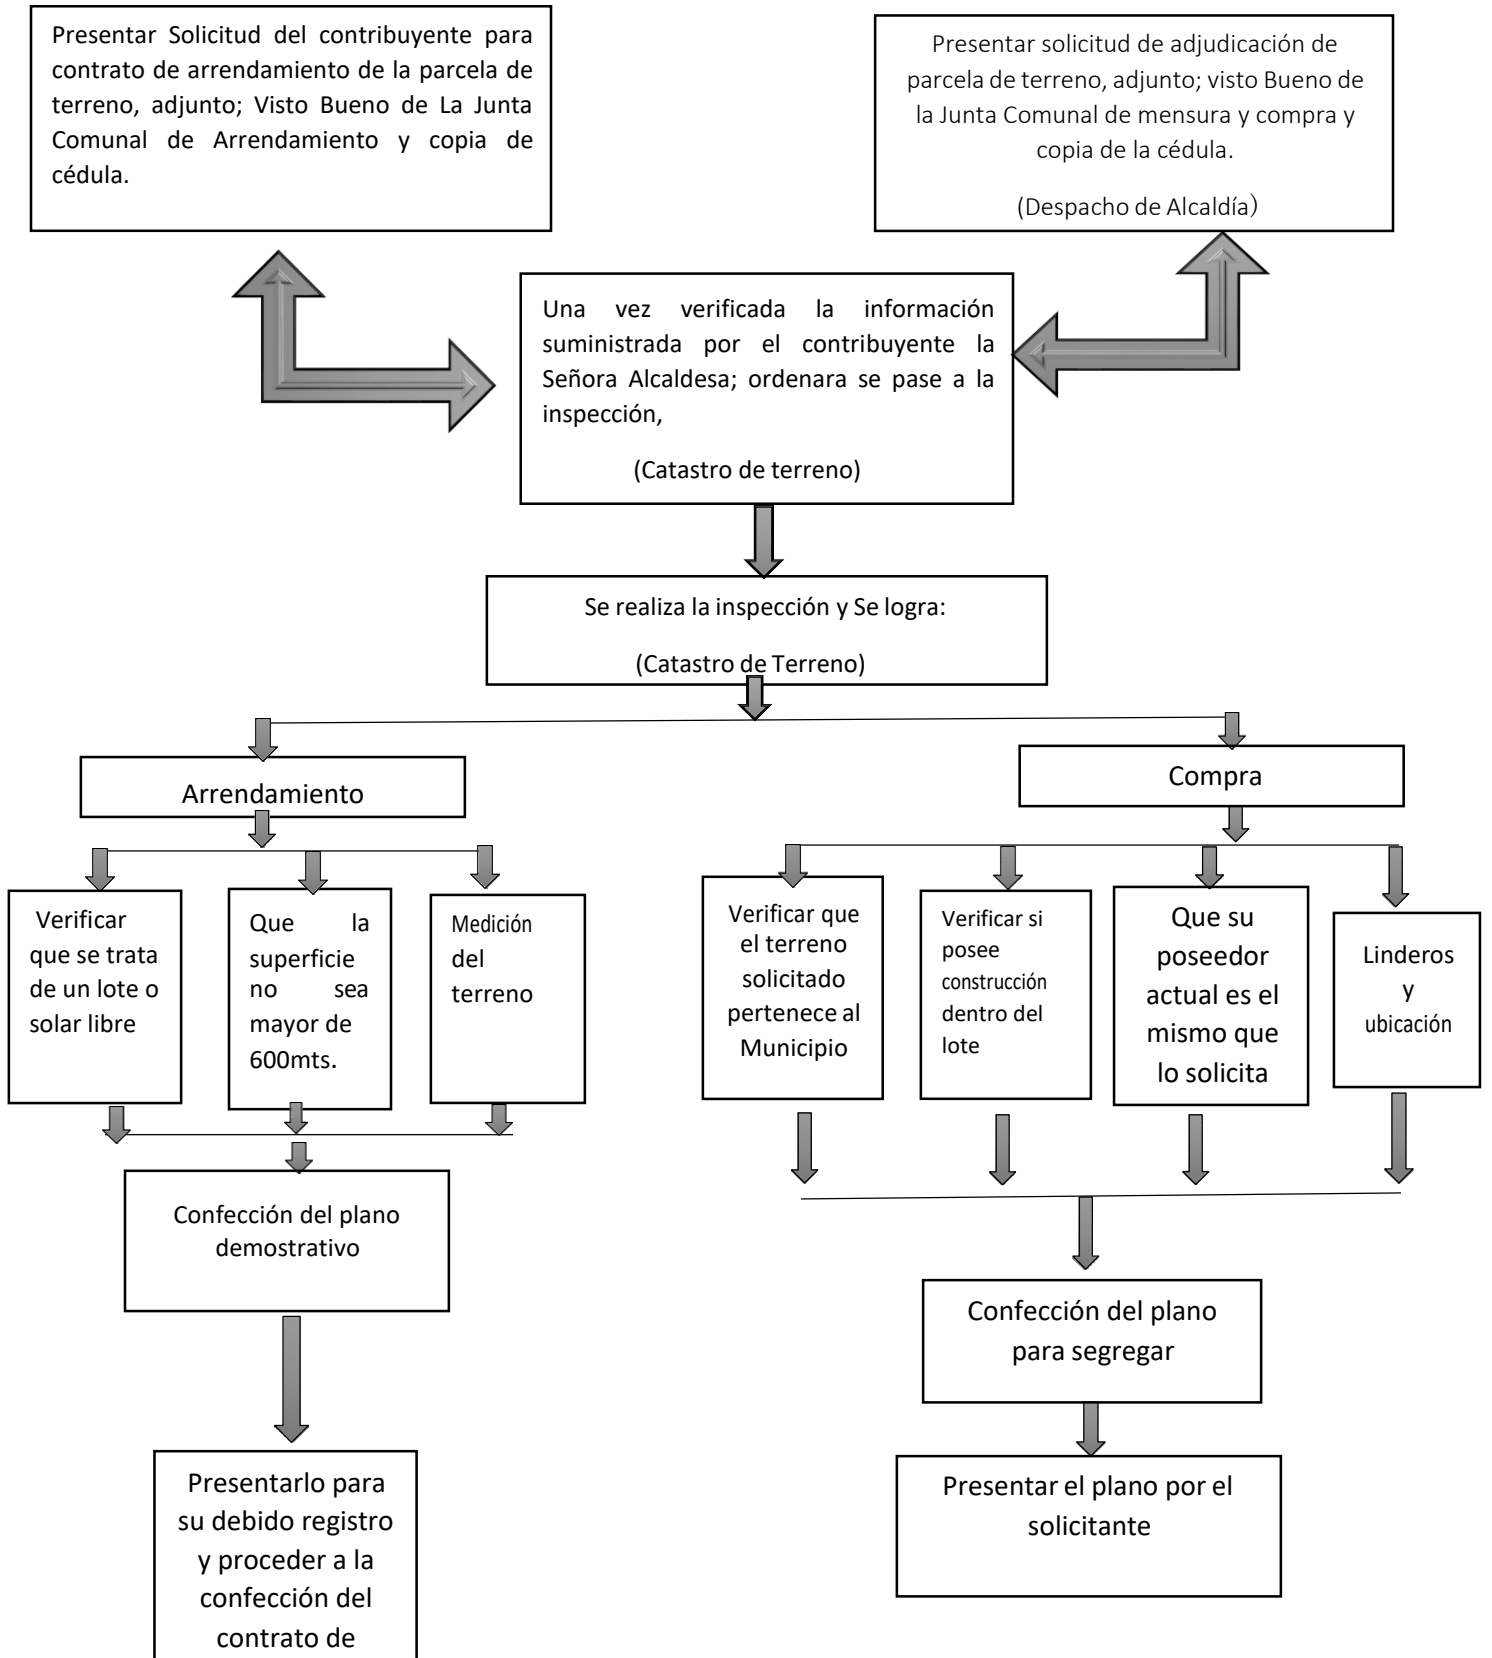 Presentar Solicitud del contribuyente para
contrato de arrendamiento de la parcela de
terreno, adjunto; Visto Bueno de La Junta
Comunal de Arrendamiento y copia de
cédula.
Presentar solicitud de adjudicación de
parcela de terreno, adjunto; visto Bueno de
la Junta Comunal de mensura y compra y
copia de la cédula.
(Despacho de Alcaldía)
Una vez verificada la información
suministrada por el contribuyente la
Señora Alcaldesa; ordenara se pase a la
inspección,
(Catastro de terreno)
Se realiza la inspección y Se logra:
(Catastro de Terreno)
Arrendamiento
Compra
Verificar
que se trata
de un lote o
solar libre
Que la
superficie
no sea
mayor de
600mts.
Medición
del
terreno
Verificar que
el terreno
solicitado
pertenece al
Municipio
Verificar si
posee
construcción
dentro del
lote
Que su
poseedor
actual es el
mismo que
lo solicita
Linderos
y
ubicación
Confección del plano
demostrativo
Confección del plano
para segregar
Presentarlo para
su debido registro
y proceder a la
confección del
contrato de
Presentar el plano por el
solicitante